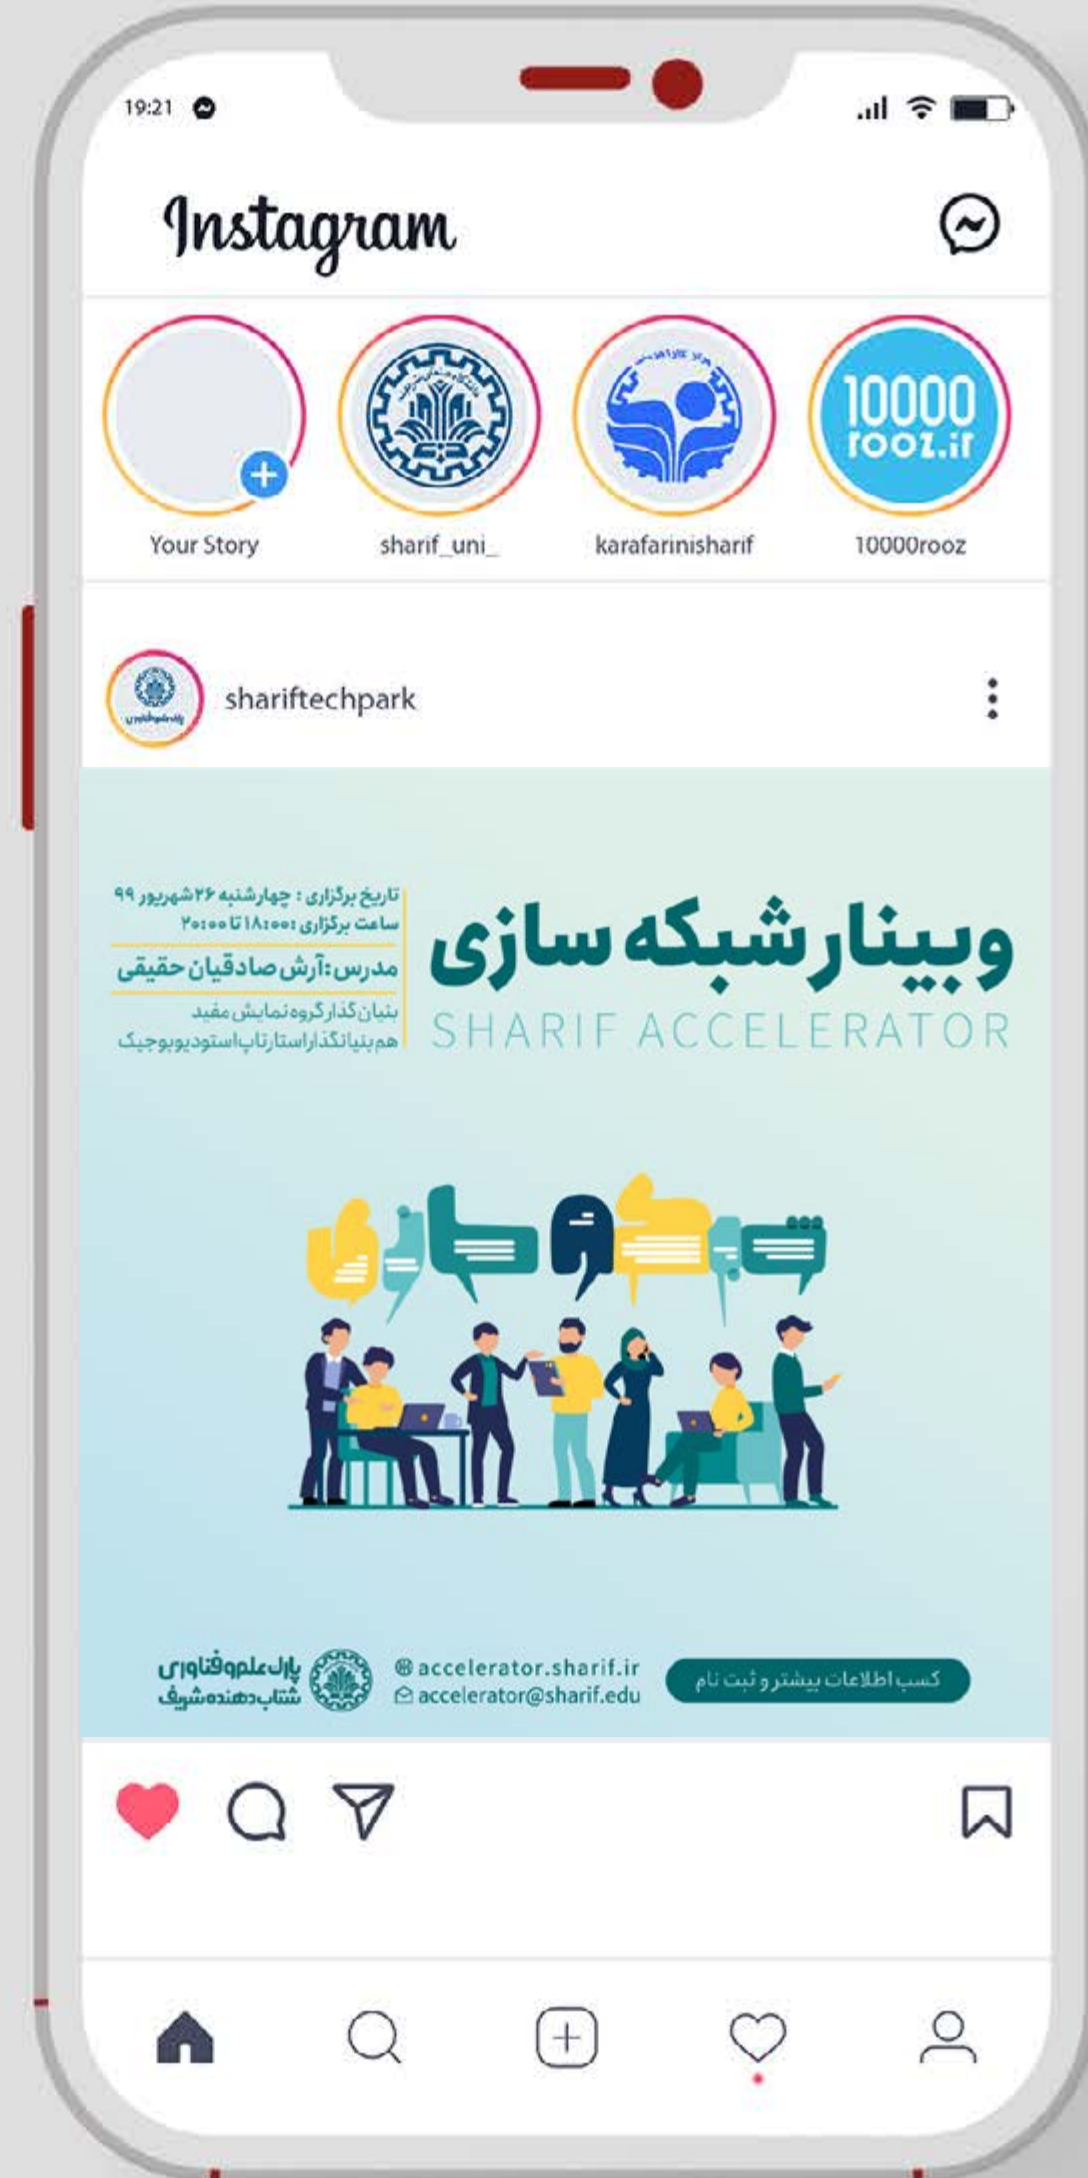 19:21
Instagram
10000
rooz.ir
Your Story
sharif_uni_
karafarinisharif
10000rooz
shariftechpark
وبینار شبکه سازی
SHARIF ACCELERATOR
تاریخ برگزاری : چهارشنبه ۲۶ شهریور ۹۹
ساعت برگزاری :۱۸:۰۰ تا ۲۰:۰۰
مدرس:آرش صادقیان حقیقی
بنیان گذار گروه نمایش مفید
هم بنیانگذار استارتاپ استودیو بوجیک
کسب اطلاعات بیشتر و ثبت نام
accelerator.sharif.ir
accelerator@sharif.edu
پارک علم و فناوری
شتاب دهنده شریف